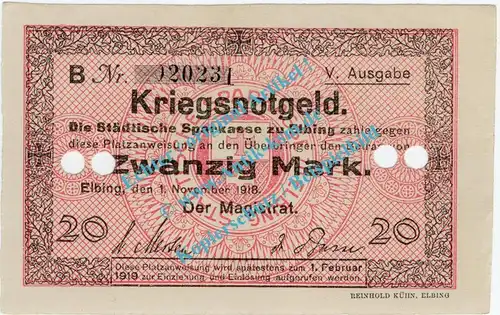 B Nr. 020231
V. Ausgabe
Kriegsnotgeld.
Die Städtische Sparkasse zu Elbing zahlt gegen
diese Platzanweisung an den Überbringer den Betrag von
Zwanzig Mark.
Elbing, den 1. November 1918.
Der Magistrat.
20 20
Diese Platzanweisung wird spätestens zum 1. Februar
1919 zur Einziehung und Einlösung aufgerufen werden.
REINHOLD KÜHN, ELBING